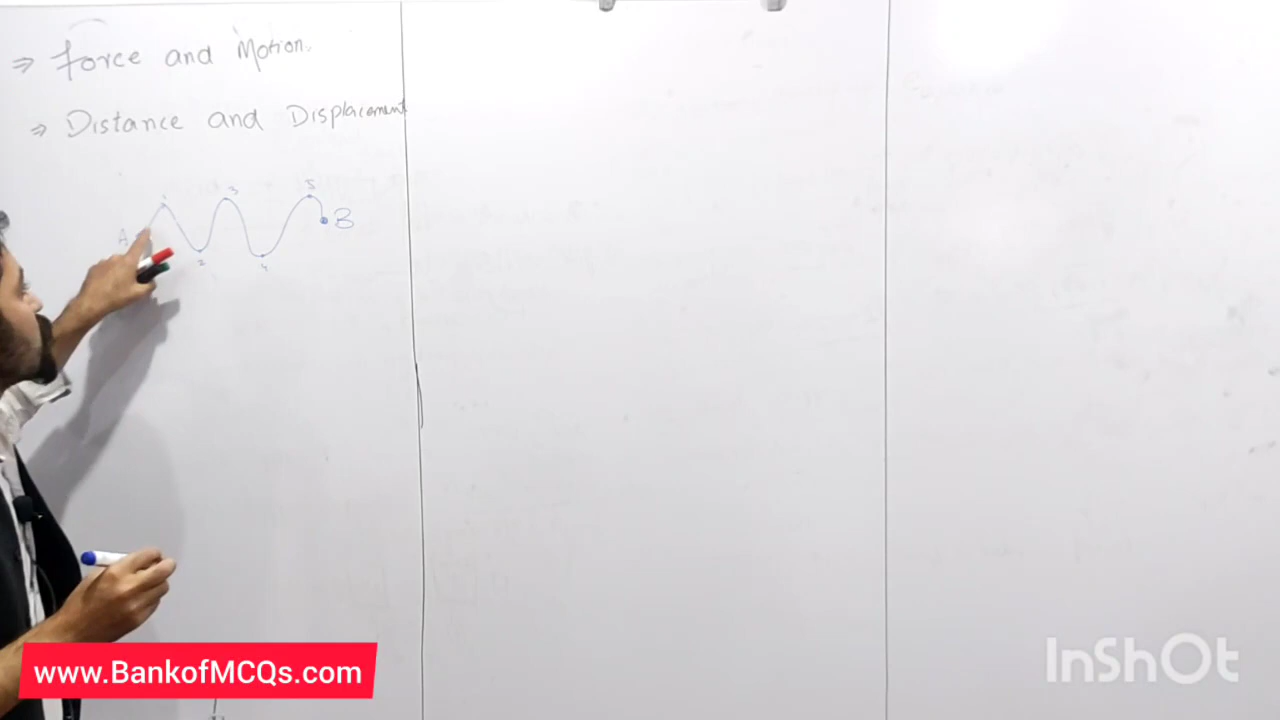 ⇒ Force and Motion.
⇒ Distance and Displacement
1 3 5
A B
2 4
www.BankofMCQs.com
InShOt